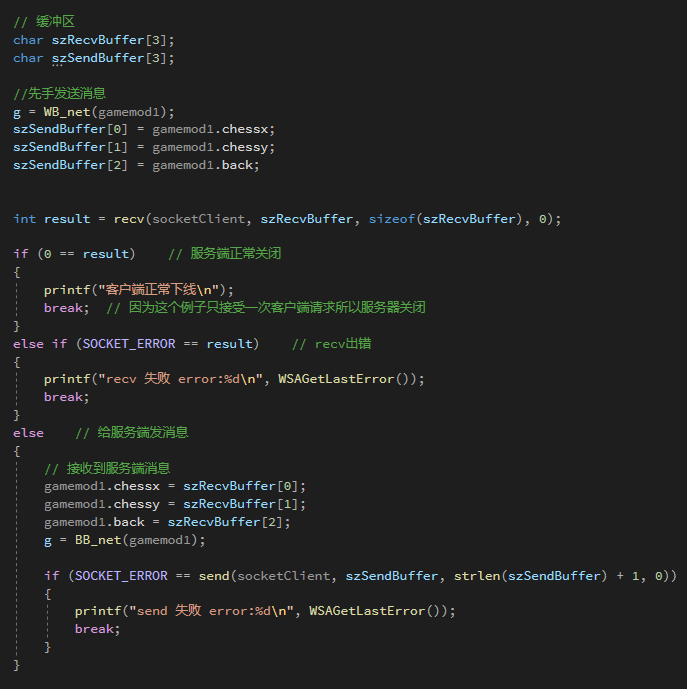 // 缓冲区
char szRecvBuffer[3];
char szSendBuffer[3];
//先手发送消息
g = WB_net(gamemod1);
szSendBuffer[0] = gamemod1.chessx;
szSendBuffer[1] = gamemod1.chessy;
szSendBuffer[2] = gamemod1.back;
int result = recv(socketClient, szRecvBuffer, sizeof(szRecvBuffer), 0);
if (0 == result)    // 服务端正常关闭
{
    printf("客户端正常下线\n");
    break;  // 因为这个例子只接受一次客户端请求所以服务器关闭
}
else if (SOCKET_ERROR == result)    // recv出错
{
    printf("recv 失败 error:%d\n", WSAGetLastError());
    break;
}
else    // 给服务端发消息
{
    // 接收到服务端消息
    gamemod1.chessx = szRecvBuffer[0];
    gamemod1.chessy = szRecvBuffer[1];
    gamemod1.back = szRecvBuffer[2];
    g = BB_net(gamemod1);
    if (SOCKET_ERROR == send(socketClient, szSendBuffer, strlen(szSendBuffer) + 1, 0))
    {
        printf("send 失败 error:%d\n", WSAGetLastError());
        break;
    }
}